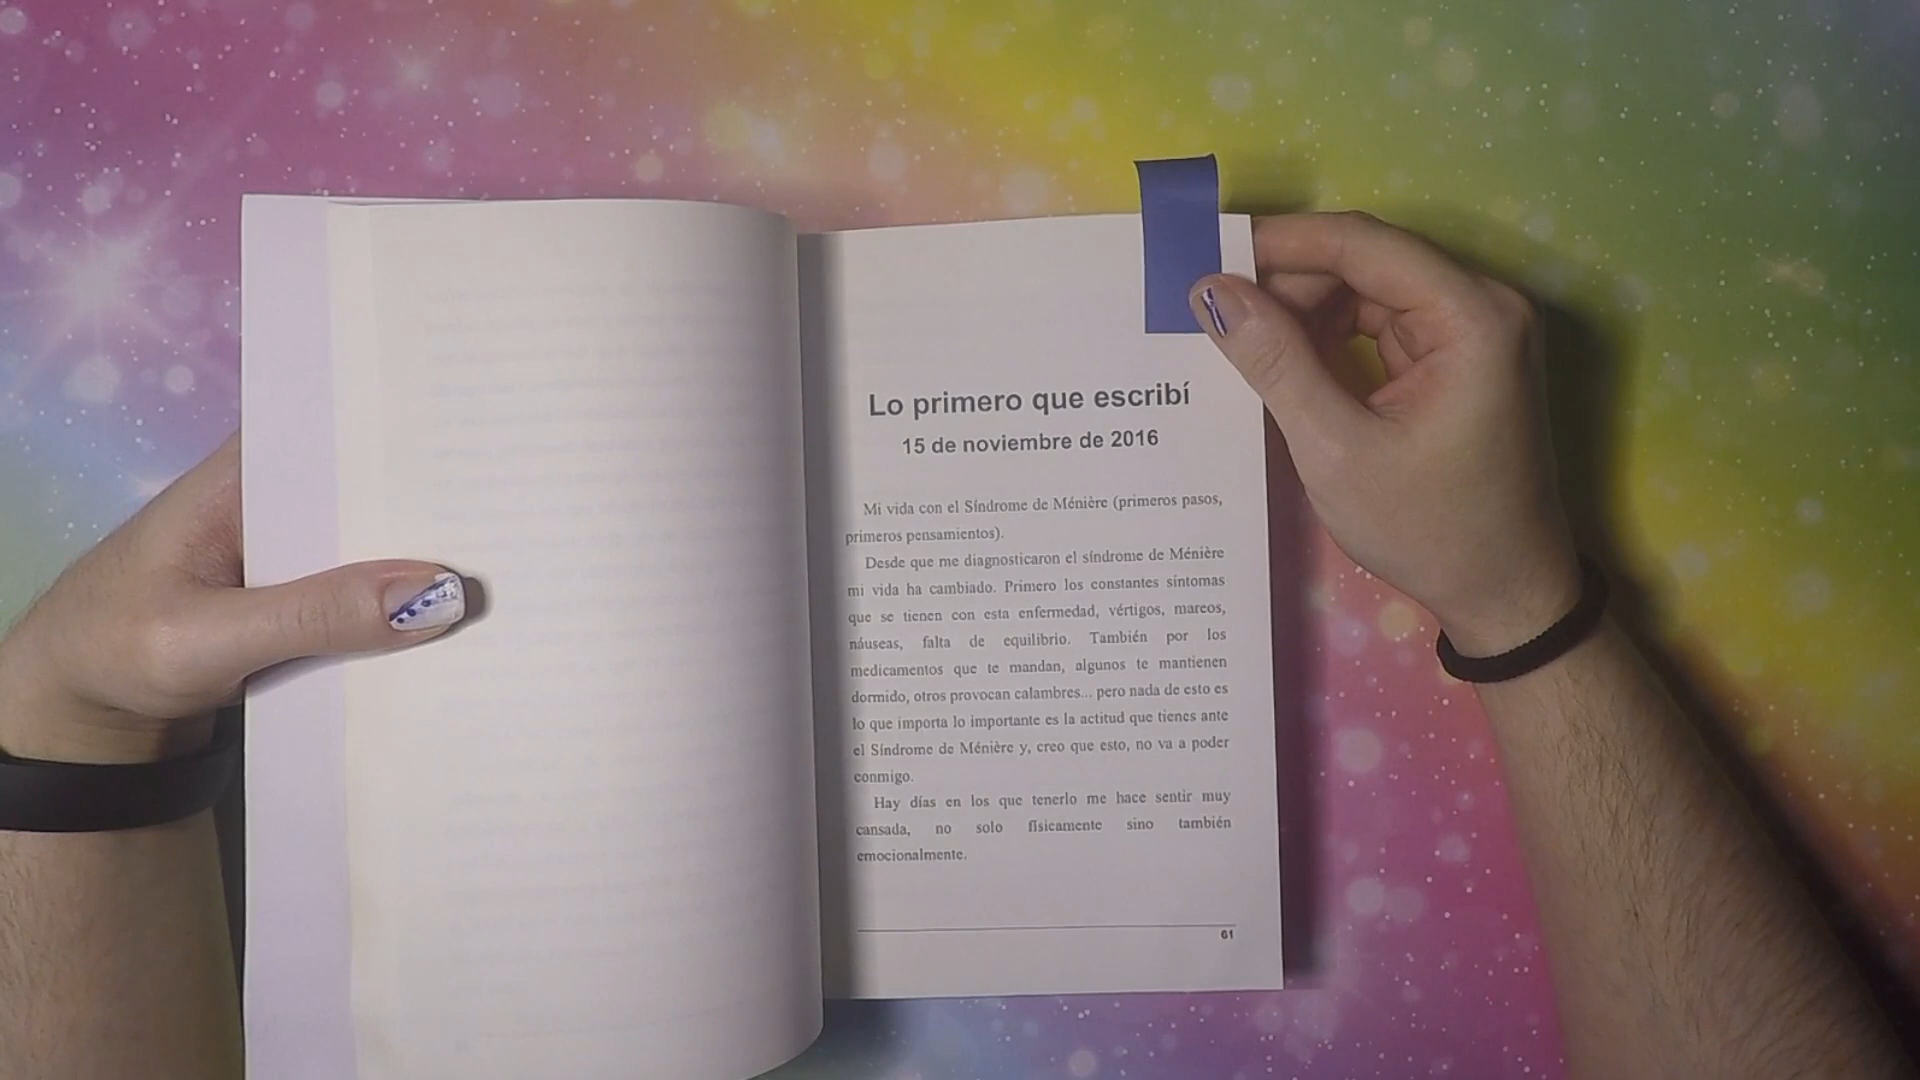 Lo primero que escribí
15 de noviembre de 2016
Mi vida con el Síndrome de Ménière (primeros pasos,
primeros pensamientos).
Desde que me diagnosticaron el síndrome de Ménière
mi vida ha cambiado. Primero los constantes síntomas
que se tienen con esta enfermedad, vértigos, mareos,
náuseas, falta de equilibrio. También por los
medicamentos que te mandan, algunos te mantienen
dormido, otros provocan calambres... pero nada de esto es
lo que importa lo importante es la actitud que tienes ante
el Síndrome de Ménière y, creo que esto, no va a poder
conmigo.
Hay días en los que tenerlo me hace sentir muy
cansada, no solo físicamente sino también
emocionalmente.
61